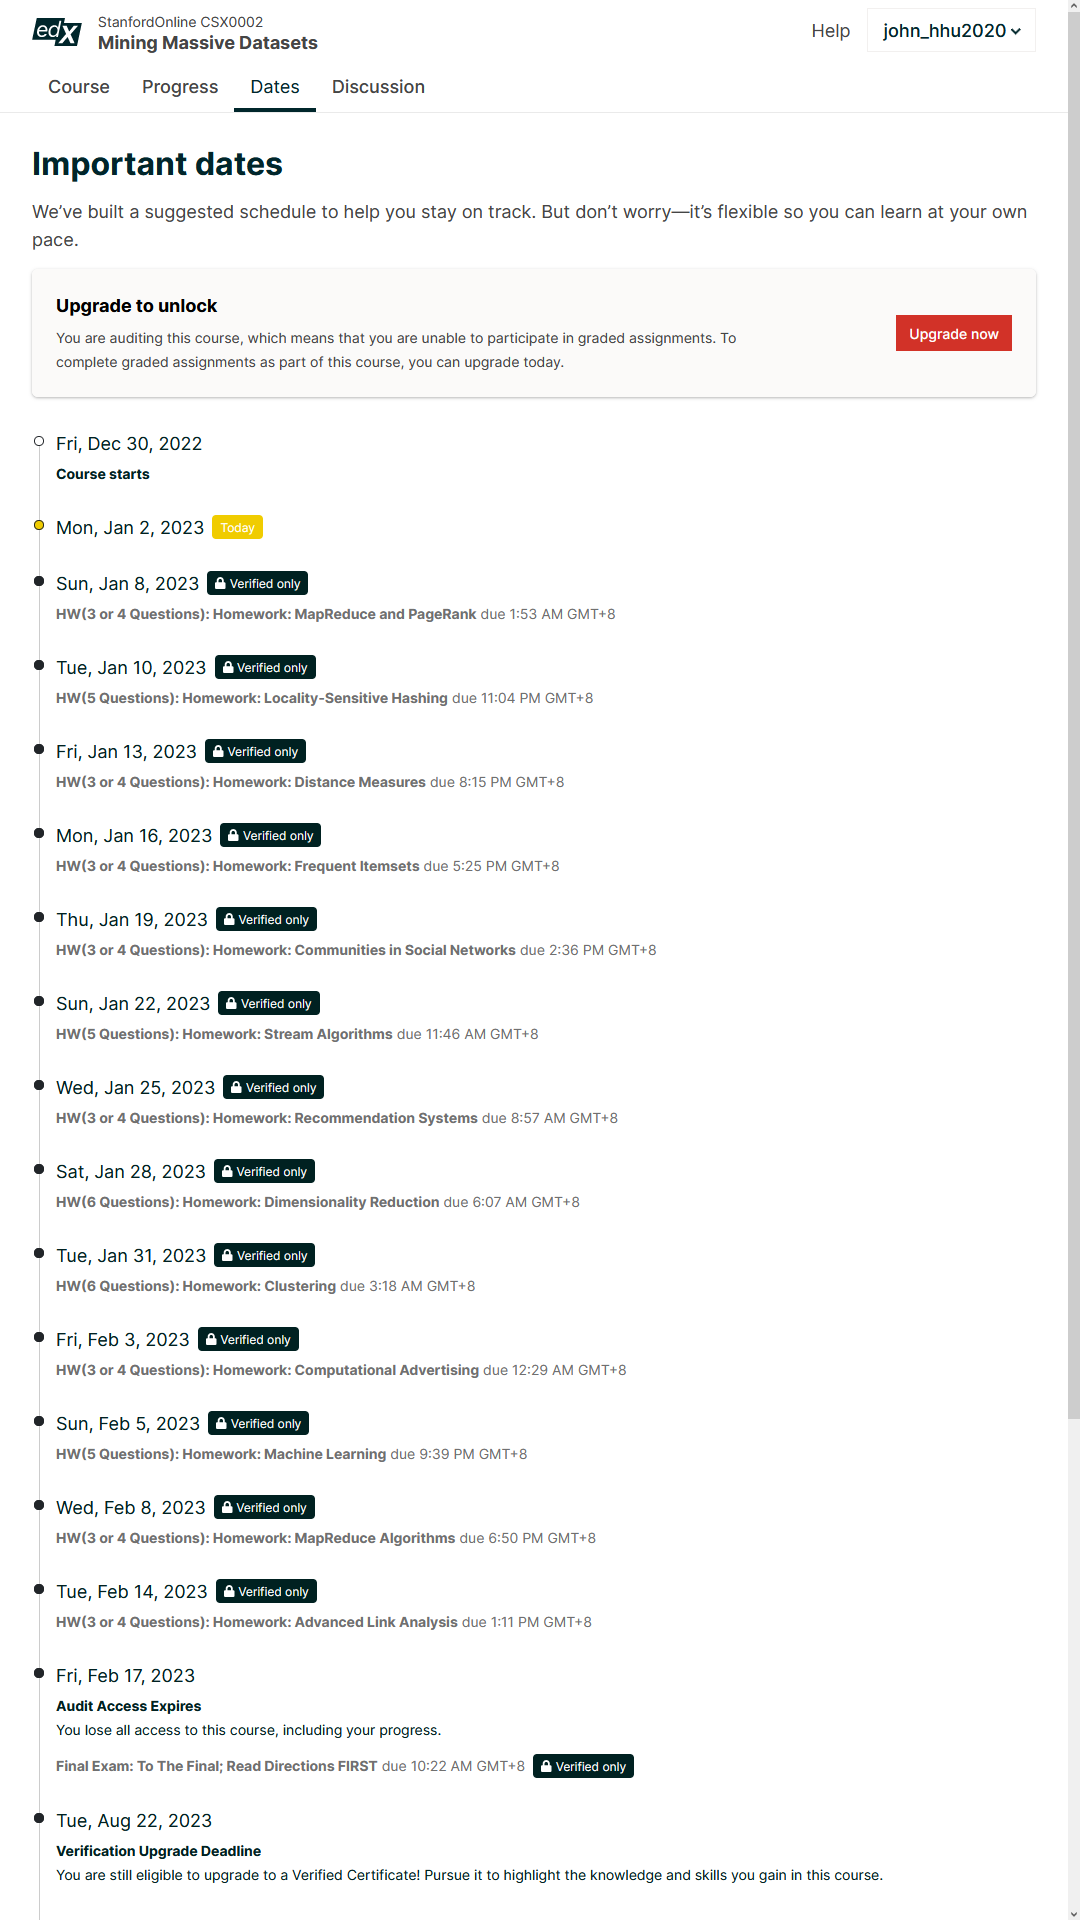 edX
StanfordOnline CSX0002
Mining Massive Datasets
Help
john_hhu2020
Course Progress Dates Discussion
Important dates
We’ve built a suggested schedule to help you stay on track. But don’t worry—it’s flexible so you can learn at your own
pace.
Upgrade to unlock
You are auditing this course, which means that you are unable to participate in graded assignments. To
complete graded assignments as part of this course, you can upgrade today.
Upgrade now
Fri, Dec 30, 2022
Course starts
Mon, Jan 2, 2023 Today
Sun, Jan 8, 2023 Verified only
HW(3 or 4 Questions): Homework: MapReduce and PageRank due 1:53 AM GMT+8
Tue, Jan 10, 2023 Verified only
HW(5 Questions): Homework: Locality-Sensitive Hashing due 11:04 PM GMT+8
Fri, Jan 13, 2023 Verified only
HW(3 or 4 Questions): Homework: Distance Measures due 8:15 PM GMT+8
Mon, Jan 16, 2023 Verified only
HW(3 or 4 Questions): Homework: Frequent Itemsets due 5:25 PM GMT+8
Thu, Jan 19, 2023 Verified only
HW(3 or 4 Questions): Homework: Communities in Social Networks due 2:36 PM GMT+8
Sun, Jan 22, 2023 Verified only
HW(5 Questions): Homework: Stream Algorithms due 11:46 AM GMT+8
Wed, Jan 25, 2023 Verified only
HW(3 or 4 Questions): Homework: Recommendation Systems due 8:57 AM GMT+8
Sat, Jan 28, 2023 Verified only
HW(6 Questions): Homework: Dimensionality Reduction due 6:07 AM GMT+8
Tue, Jan 31, 2023 Verified only
HW(6 Questions): Homework: Clustering due 3:18 AM GMT+8
Fri, Feb 3, 2023 Verified only
HW(3 or 4 Questions): Homework: Computational Advertising due 12:29 AM GMT+8
Sun, Feb 5, 2023 Verified only
HW(5 Questions): Homework: Machine Learning due 9:39 PM GMT+8
Wed, Feb 8, 2023 Verified only
HW(3 or 4 Questions): Homework: MapReduce Algorithms due 6:50 PM GMT+8
Tue, Feb 14, 2023 Verified only
HW(3 or 4 Questions): Homework: Advanced Link Analysis due 1:11 PM GMT+8
Fri, Feb 17, 2023
Audit Access Expires
You lose all access to this course, including your progress.
Final Exam: To The Final; Read Directions FIRST due 10:22 AM GMT+8 Verified only
Tue, Aug 22, 2023
Verification Upgrade Deadline
You are still eligible to upgrade to a Verified Certificate! Pursue it to highlight the knowledge and skills you gain in this course.